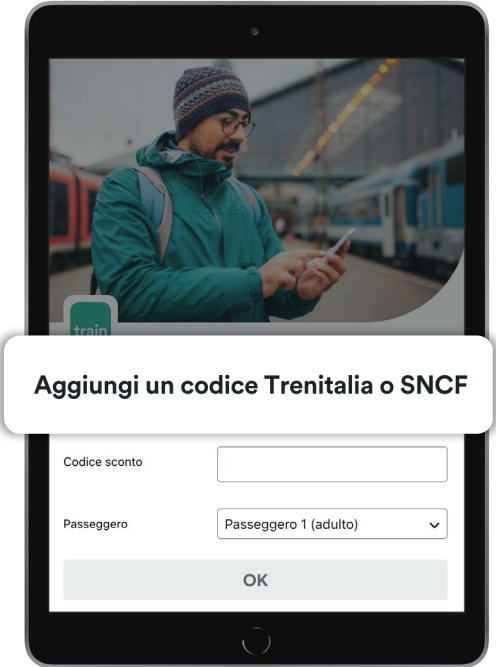 train
Aggiungi un codice Trenitalia o SNCF
Codice sconto
Passeggero
Passeggero 1 (adulto)
OK